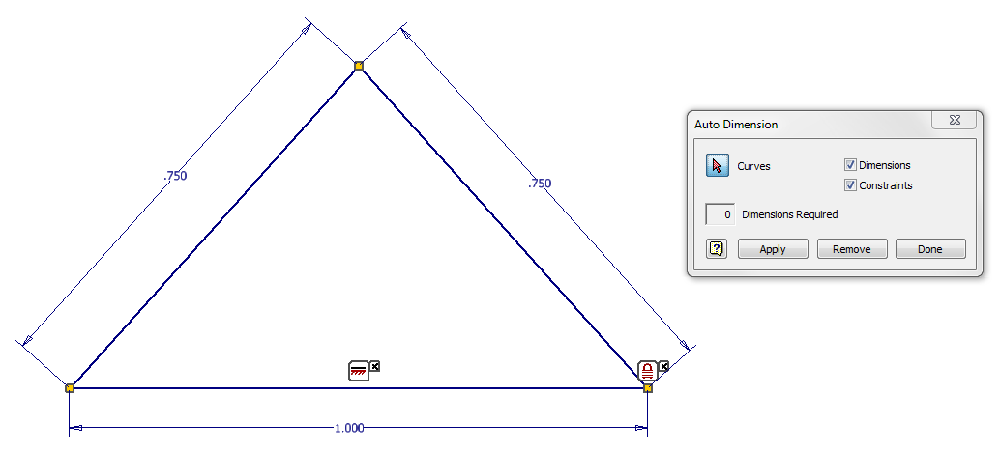 .750
.750
1.000
Auto Dimension
Curves
Dimensions
Constraints
0 Dimensions Required
?
Apply Remove Done